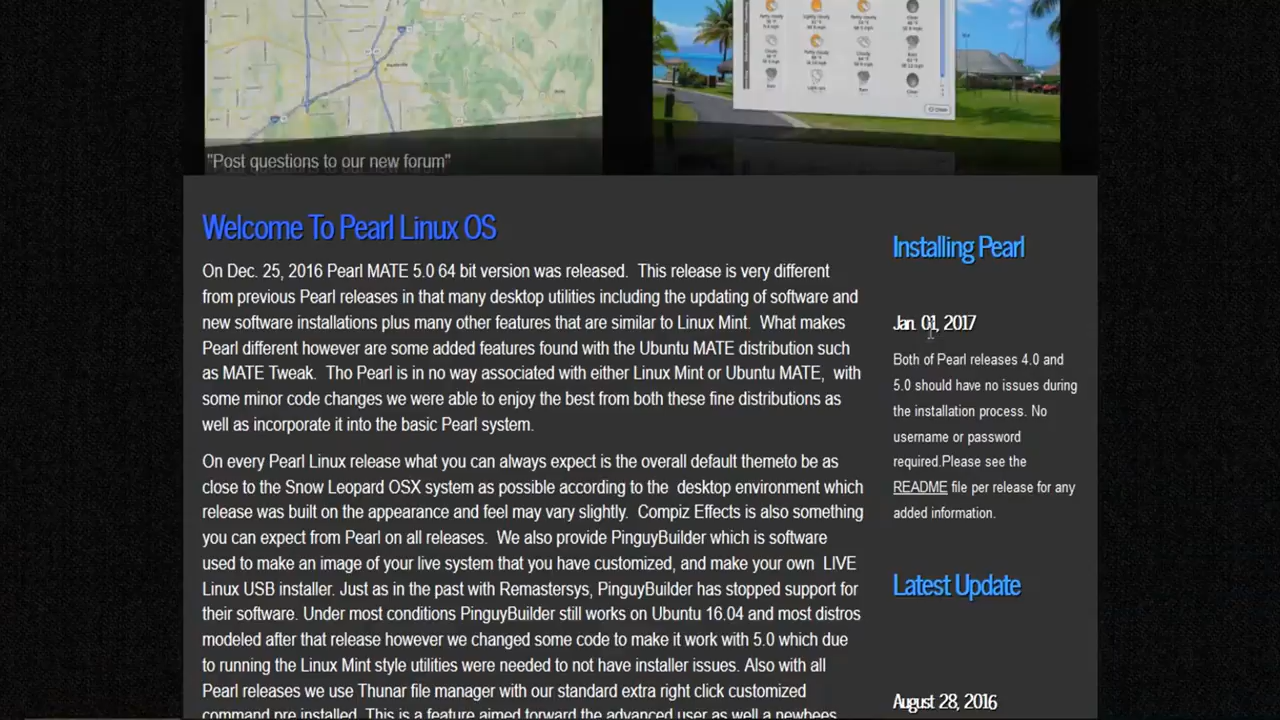 "Post questions to our new forum"
Welcome To Pearl Linux OS
On Dec. 25, 2016 Pearl MATE 5.0 64 bit version was released. This release is very different
from previous Pearl releases in that many desktop utilities including the updating of software and
new software installations plus many other features that are similar to Linux Mint. What makes
Pearl different however are some added features found with the Ubuntu MATE distribution such
as MATE Tweak. Tho Pearl is in no way associated with either Linux Mint or Ubuntu MATE, with
some minor code changes we were able to enjoy the best from both these fine distributions as
well as incorporate it into the basic Pearl system.
On every Pearl Linux release what you can always expect is the overall default themeto be as
close to the Snow Leopard OSX system as possible according to the desktop environment which
release was built on the appearance and feel may vary slightly. Compiz Effects is also something
you can expect from Pearl on all releases. We also provide PinguyBuilder which is software
used to make an image of your live system that you have customized, and make your own LIVE
Linux USB installer. Just as in the past with Remastersys, PinguyBuilder has stopped support for
their software. Under most conditions PinguyBuilder still works on Ubuntu 16.04 and most distros
modeled after that release however we changed some code to make it work with 5.0 which due
to running the Linux Mint style utilities were needed to not have installer issues. Also with all
Pearl releases we use Thunar file manager with our standard extra right click customized
command pre installed. This is a feature aimed toward the advanced user as well a newbees
Installing Pearl
Jan. 01, 2017
Both of Pearl releases 4.0 and
5.0 should have no issues during
the installation process. No
username or password
required.Please see the
README file per release for any
added information.
Latest Update
August 28, 2016